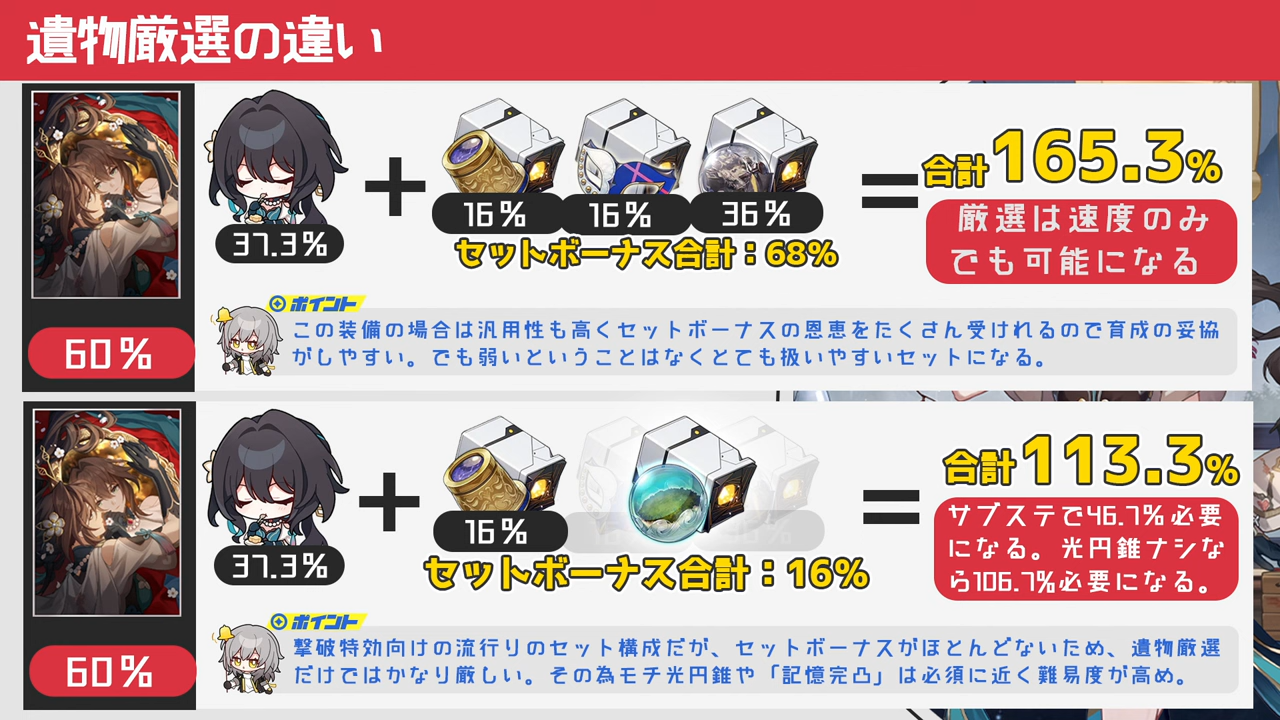 遺物厳選の違い
60%
37.3%
+
16%
16%
36%
セットボーナス合計：68%
=
合計165.3%
厳選は速度のみ
でも可能になる
ポイント
この装備の場合は汎用性も高くセットボーナスの恩恵をたくさん受けれるので育成の妥協
がしやすい。でも弱いということはなくとても扱いやすいセットになる。
60%
37.3%
+
16%
セットボーナス合計：16%
=
合計113.3%
サブステで46.7%必要
になる。光円錐ナシな
ら106.7%必要になる。
ポイント
撃破特効向けの流行りのセット構成だが、セットボーナスがほとんどないため、遺物厳選
だけではかなり厳しい。その為モチ光円錐や「記憶完凸」は必須に近く難易度が高め。